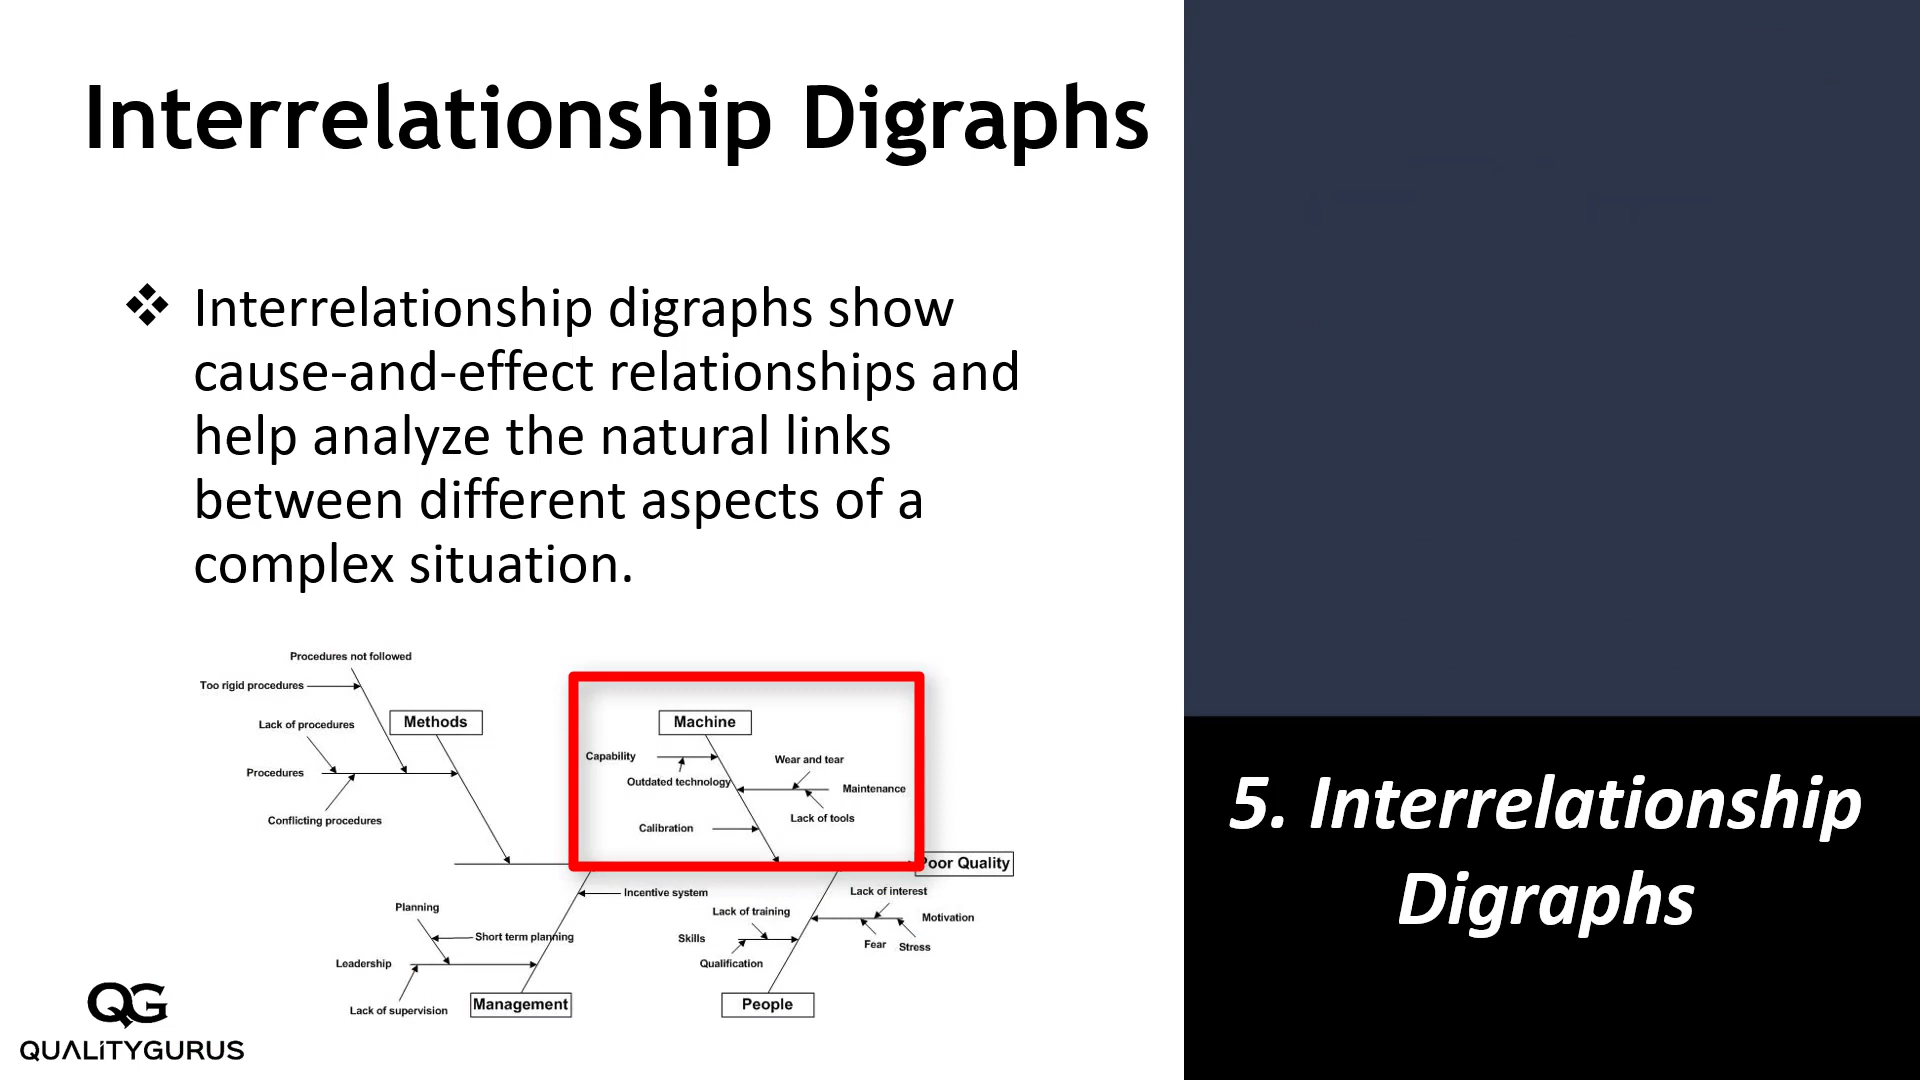 Interrelationship Digraphs
Interrelationship digraphs show
cause-and-effect relationships and
help analyze the natural links
between different aspects of a
complex situation.
Procedures not followed
Too rigid procedures
Lack of procedures
Methods
Procedures
Conflicting procedures
Machine
Capability
Wear and tear
Outdated technology
Maintenance
Lack of tools
Calibration
Poor Quality
Incentive system
Planning
Short term planning
Leadership
Lack of supervision
Management
Lack of interest
Lack of training
Motivation
Skills
Fear
Stress
Qualification
People
QG
QUALiTYGURUS
5. Interrelationship
Digraphs